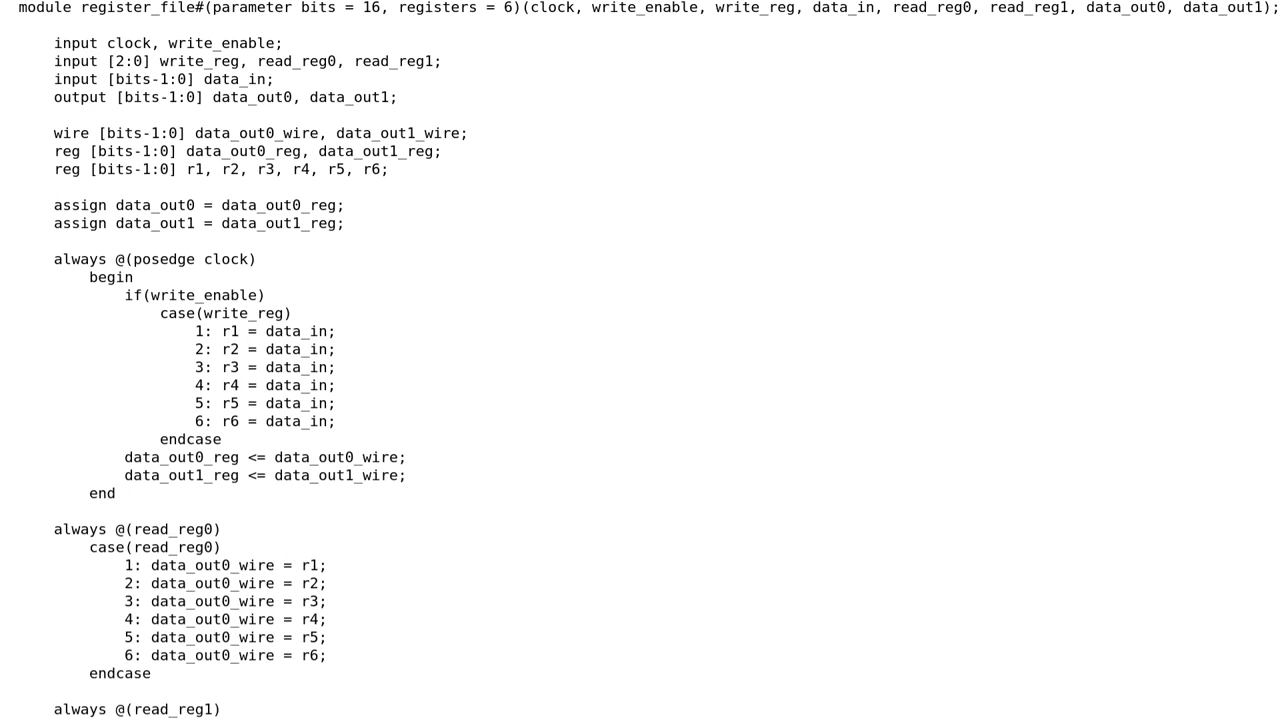 module register_file#(parameter bits = 16, registers = 6)(clock, write_enable, write_reg, data_in, read_reg0, read_reg1, data_out0, data_out1);
input clock, write_enable;
input [2:0] write_reg, read_reg0, read_reg1;
input [bits-1:0] data_in;
output [bits-1:0] data_out0, data_out1;
wire [bits-1:0] data_out0_wire, data_out1_wire;
reg [bits-1:0] data_out0_reg, data_out1_reg;
reg [bits-1:0] r1, r2, r3, r4, r5, r6;
assign data_out0 = data_out0_reg;
assign data_out1 = data_out1_reg;
always @(posedge clock)
begin
if(write_enable)
case(write_reg)
1: r1 = data_in;
2: r2 = data_in;
3: r3 = data_in;
4: r4 = data_in;
5: r5 = data_in;
6: r6 = data_in;
endcase
data_out0_reg <= data_out0_wire;
data_out1_reg <= data_out1_wire;
end
always @(read_reg0)
case(read_reg0)
1: data_out0_wire = r1;
2: data_out0_wire = r2;
3: data_out0_wire = r3;
4: data_out0_wire = r4;
5: data_out0_wire = r5;
6: data_out0_wire = r6;
endcase
always @(read_reg1)